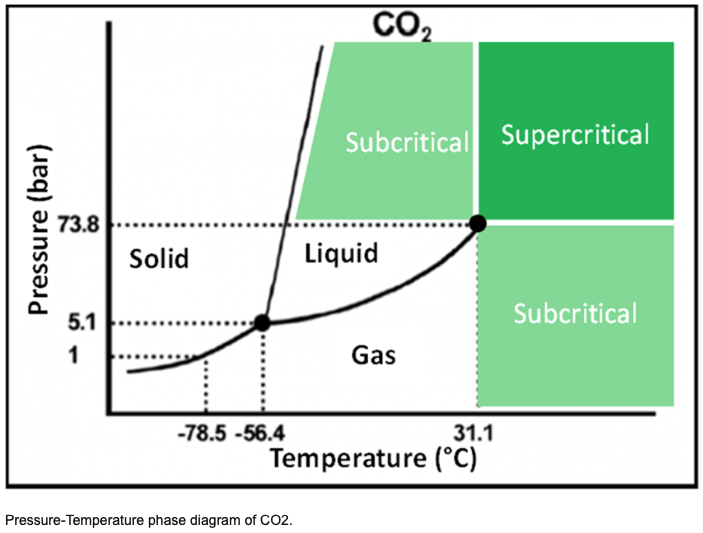 CO₂
Subcritical
Supercritical
Pressure (bar)
73.8
Solid
Liquid
5.1
Subcritical
1
Gas
-78.5 -56.4
31.1
Temperature (°C)
Pressure-Temperature phase diagram of CO2.